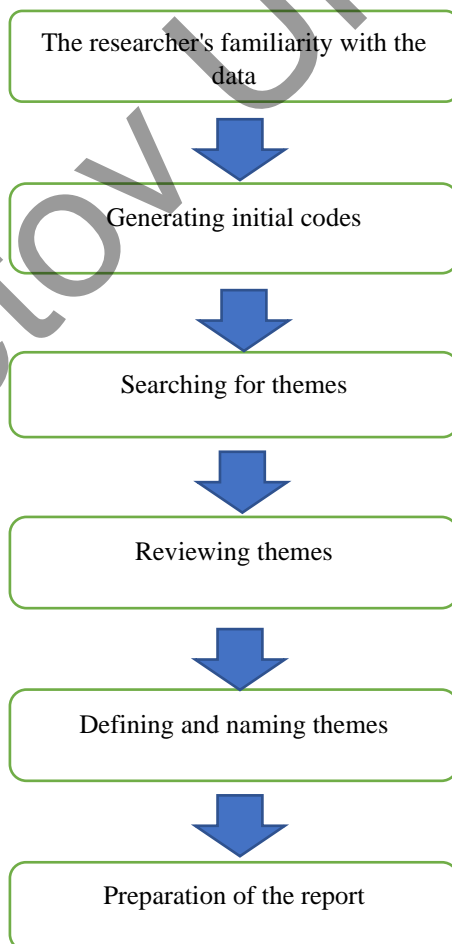 The researcher's familiarity with the
data
Generating initial codes
Searching for themes
Reviewing themes
Defining and naming themes
Preparation of the report